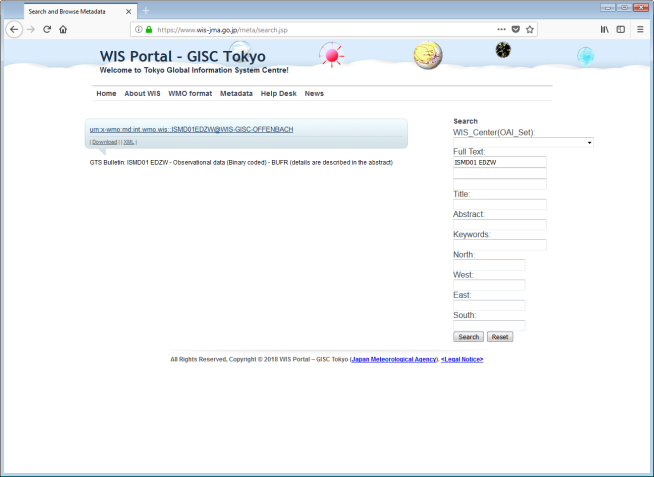 Search and Browse Metadata
https://www.wis-jma.go.jp/meta/search.jsp
WIS Portal - GISC Tokyo
Welcome to Tokyo Global Information System Centre!
Home About WIS WMO format Metadata Help Desk News
urn:x-wmo:md:int.wmo.wis::ISMD01EDZW@WIS-GISC-OFFENBACH
| Download | | XML |
GTS Bulletin: ISMD01 EDZW - Observational data (Binary coded) - BUFR (details are described in the abstract)
Search
WIS_Center(OAI_Set):
Full Text:
ISMD01 EDZW
Title:
Abstract:
Keywords:
North:
West:
East:
South:
Search Reset
All Rights Reserved, Copyright © 2018 WIS Portal – GISC Tokyo (Japan Meteorological Agency). <Legal Notice>